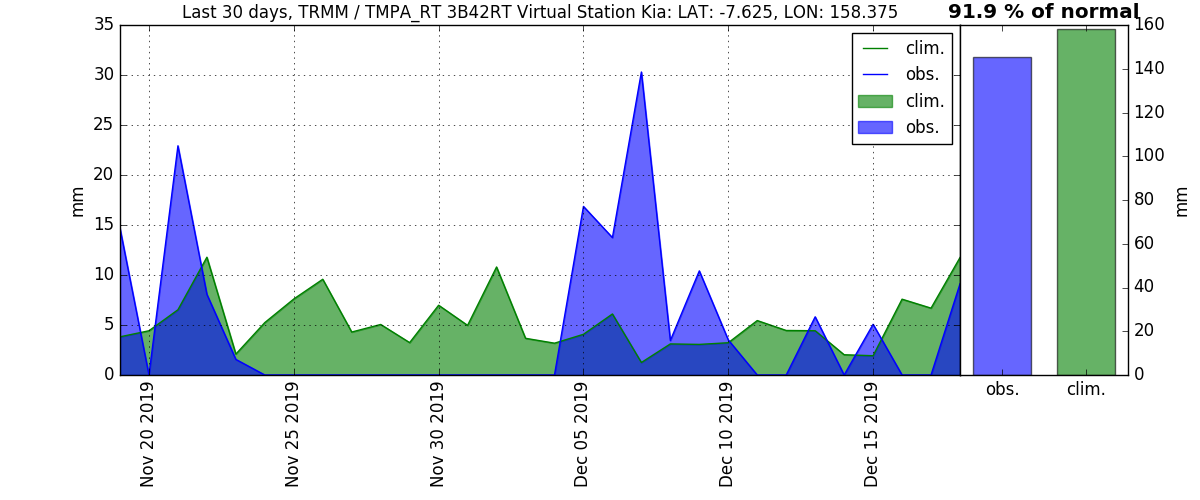 Last 30 days, TRMM / TMPA_RT 3B42RT Virtual Station Kia: LAT: -7.625, LON: 158.375
91.9 % of normal
35
30
25
20
15
10
5
0
mm
clim.
obs.
clim.
obs.
160
140
120
100
80
60
40
20
0
mm
obs.
clim.
Nov 20 2019
Nov 25 2019
Nov 30 2019
Dec 05 2019
Dec 10 2019
Dec 15 2019